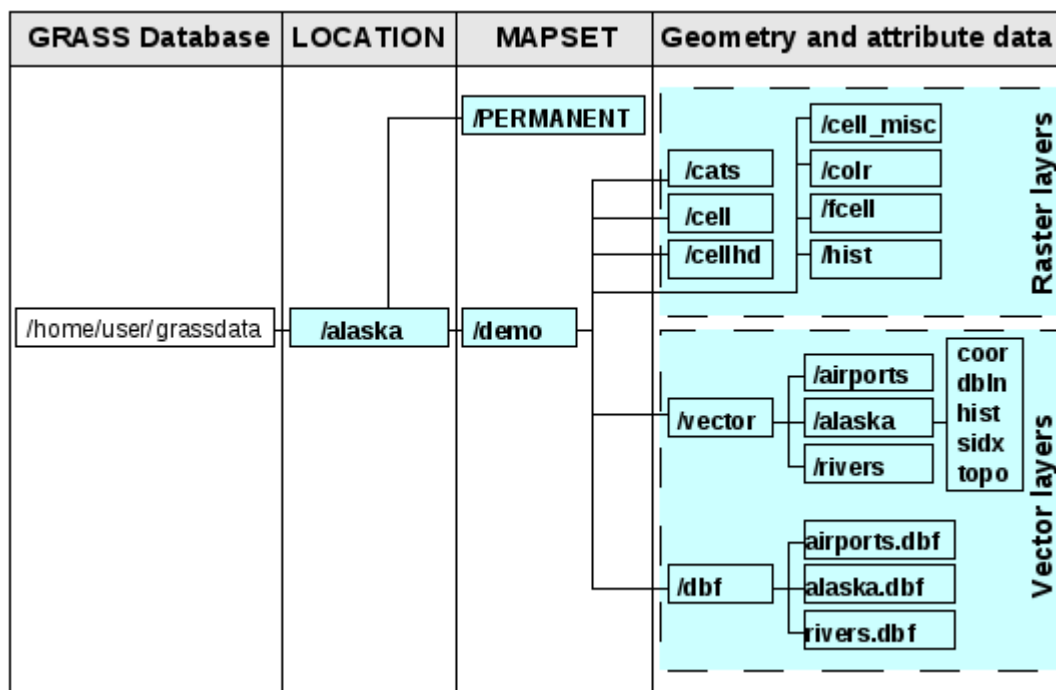 GRASS Database
LOCATION
MAPSET
Geometry and attribute data
/PERMANENT
/cell_misc
/cats
/colr
/cell
/fcell
/cellhd
/hist
Raster layers
/home/user/grassdata
/alaska
/demo
/vector
/airports
/alaska
/rivers
coor
dbln
hist
sidx
topo
/dbf
airports.dbf
alaska.dbf
rivers.dbf
Vector layers